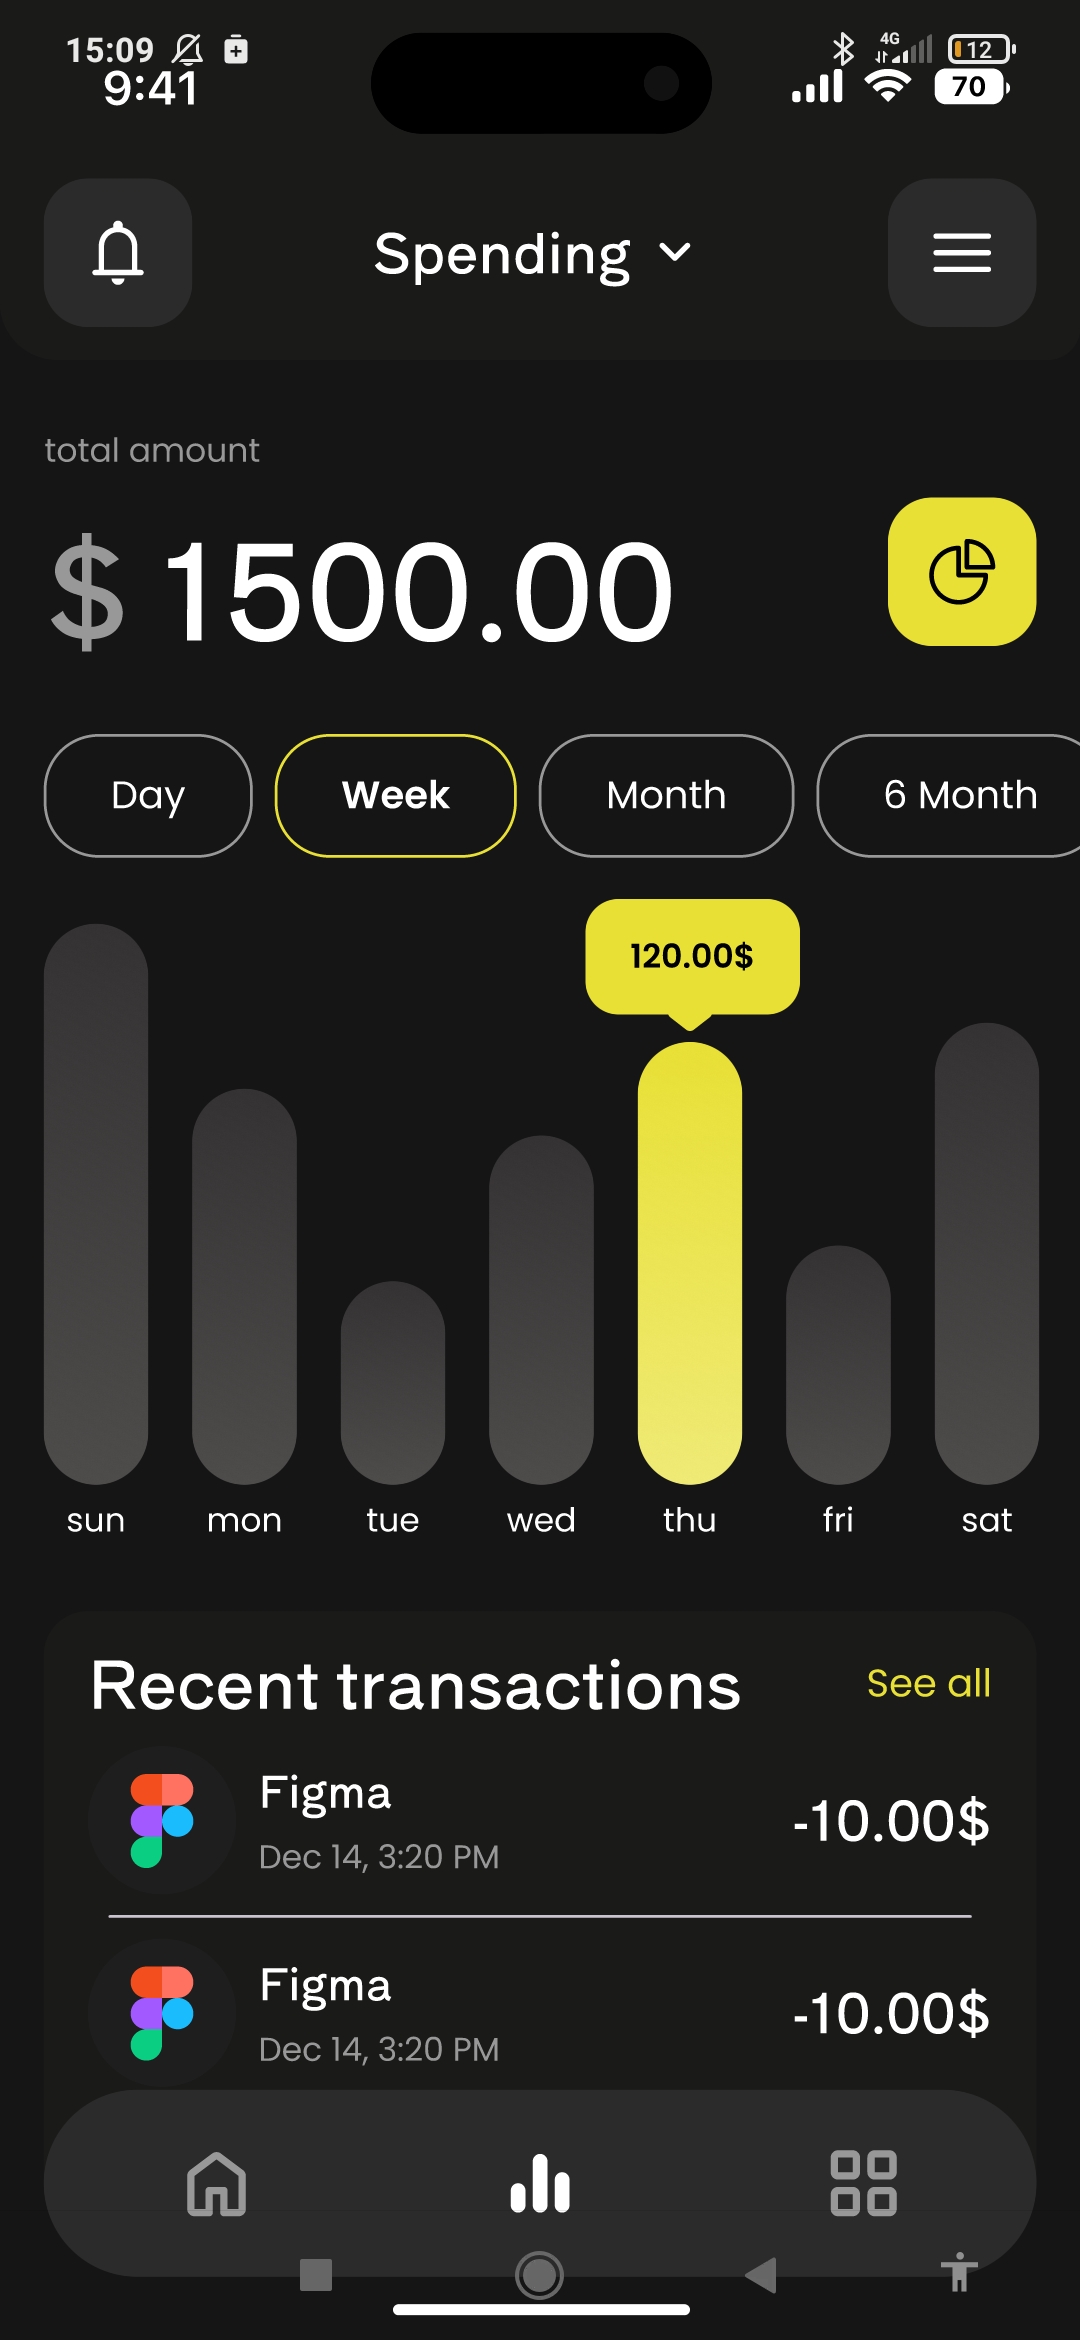 15:09 4G 12
9:41 70
Spending
total amount
$ 1500.00
Day Week Month 6 Month
120.00$
sun mon tue wed thu fri sat
Recent transactions See all
Figma
Dec 14, 3:20 PM
-10.00$
Figma
Dec 14, 3:20 PM
-10.00$